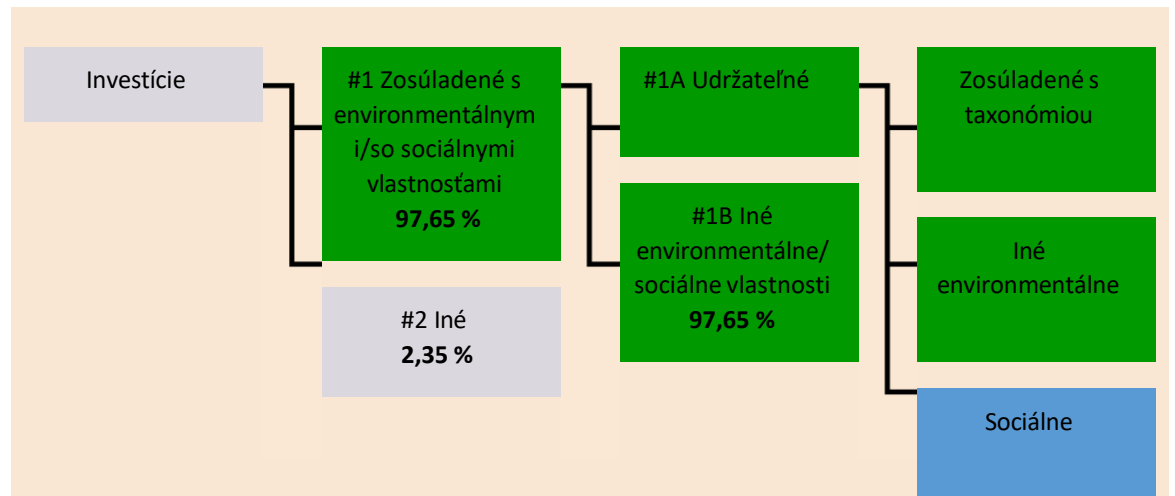 Investície
#1 Zosúladené s
environmentálnym
i/so sociálnymi
vlastnosťami
97,65 %
#2 Iné
2,35 %
#1A Udržateľné
#1B Iné
environmentálne/
sociálne vlastnosti
97,65 %
Zosúladené s
taxonómiou
Iné
environmentálne
Sociálne